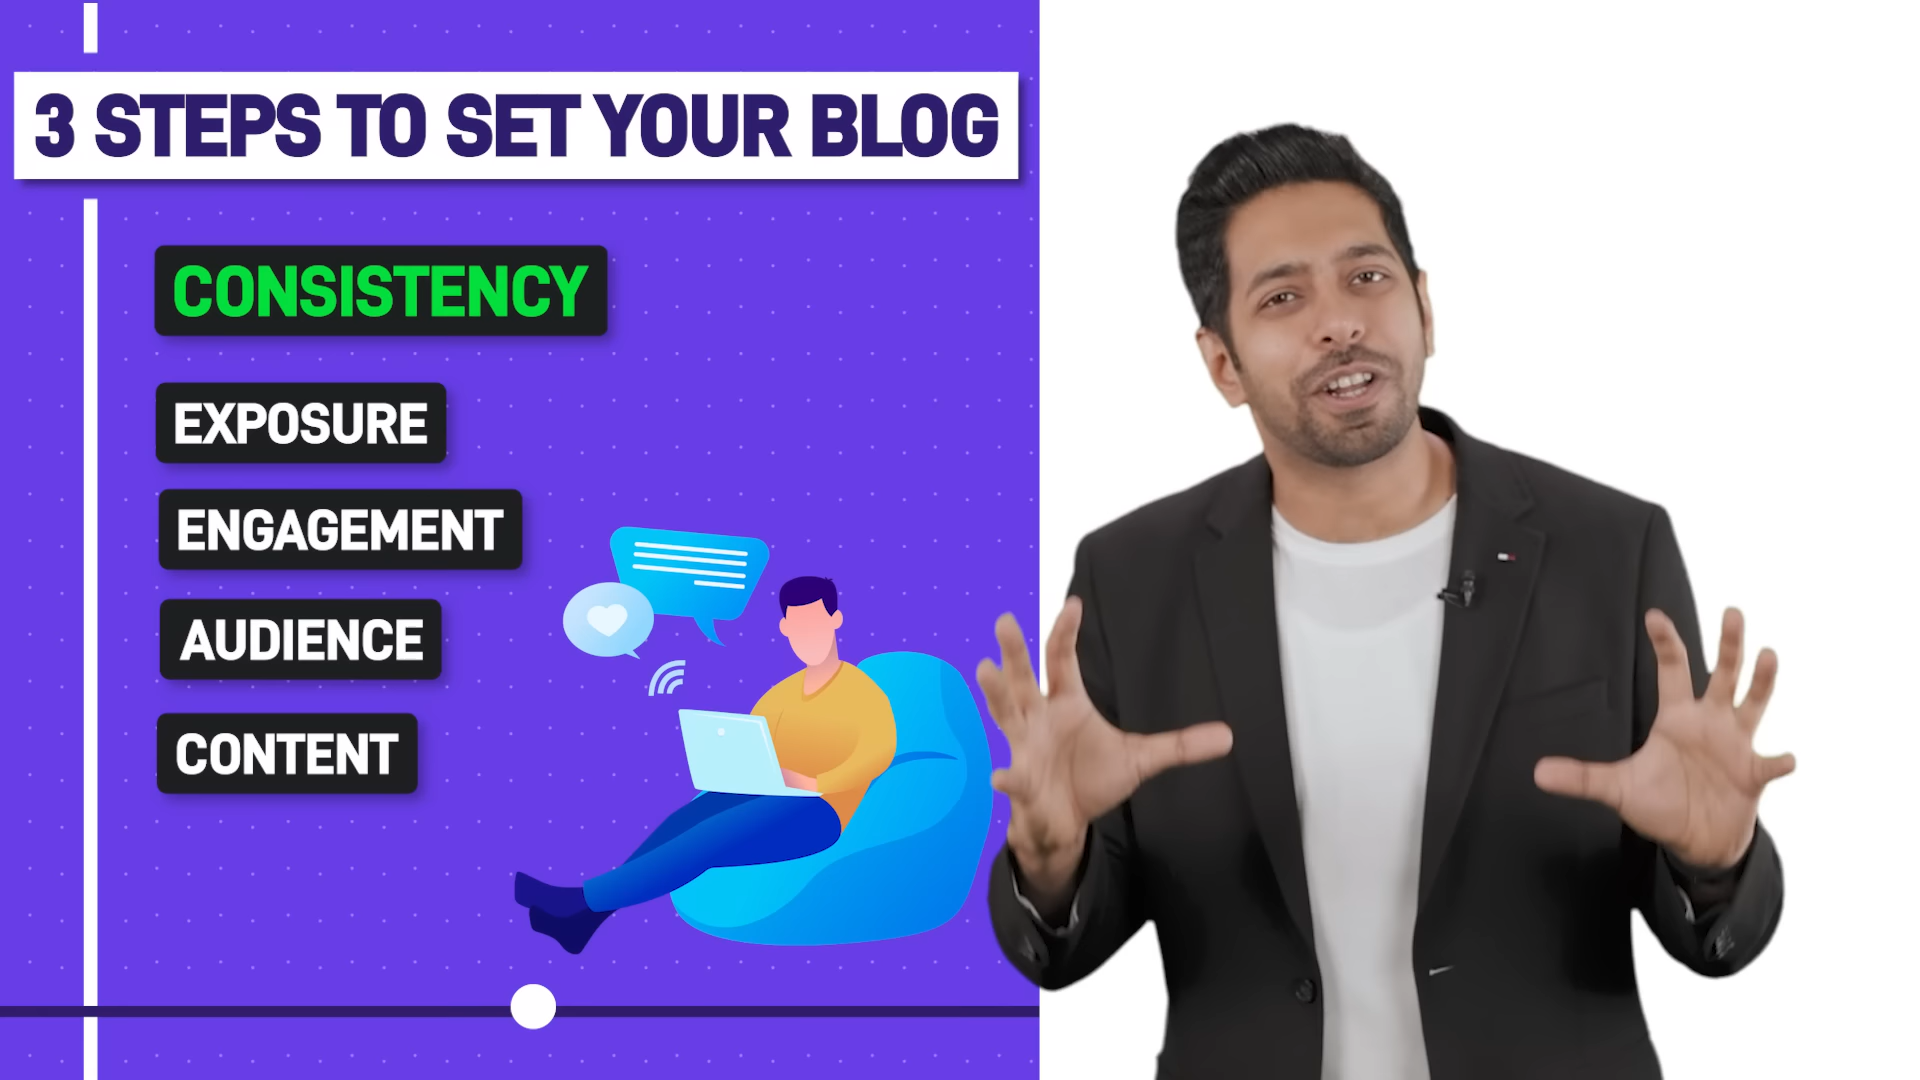 3 STEPS TO SET YOUR BLOG
CONSISTENCY
EXPOSURE
ENGAGEMENT
AUDIENCE
CONTENT